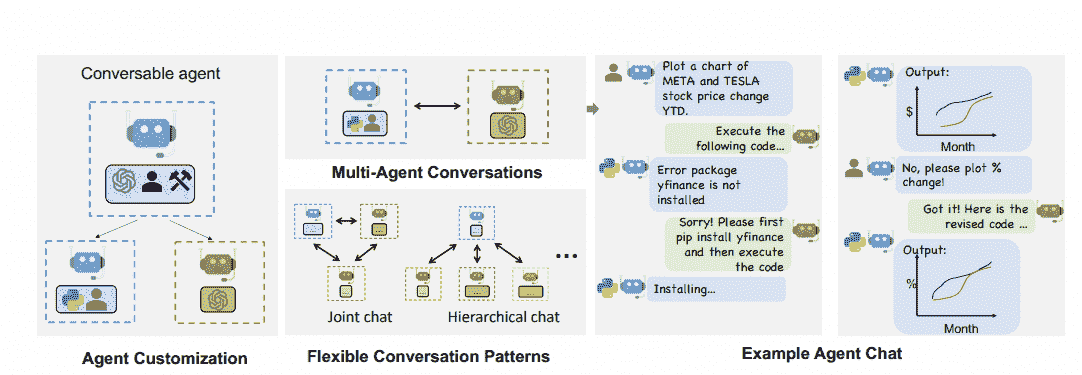 Conversable agent
Agent Customization
Multi-Agent Conversations
Joint chat
Hierarchical chat
...
Flexible Conversation Patterns
Plot a chart of
META and TESLA
stock price change
YTD.
Execute the
following code...
Error package
yfinance is not
installed
Sorry! Please first
pip install yfinance
and then execute
the code
Installing...
Output:
$
Month
No, please plot %
change!
Got it! Here is the
revised code ...
Output:
%
Month
Example Agent Chat